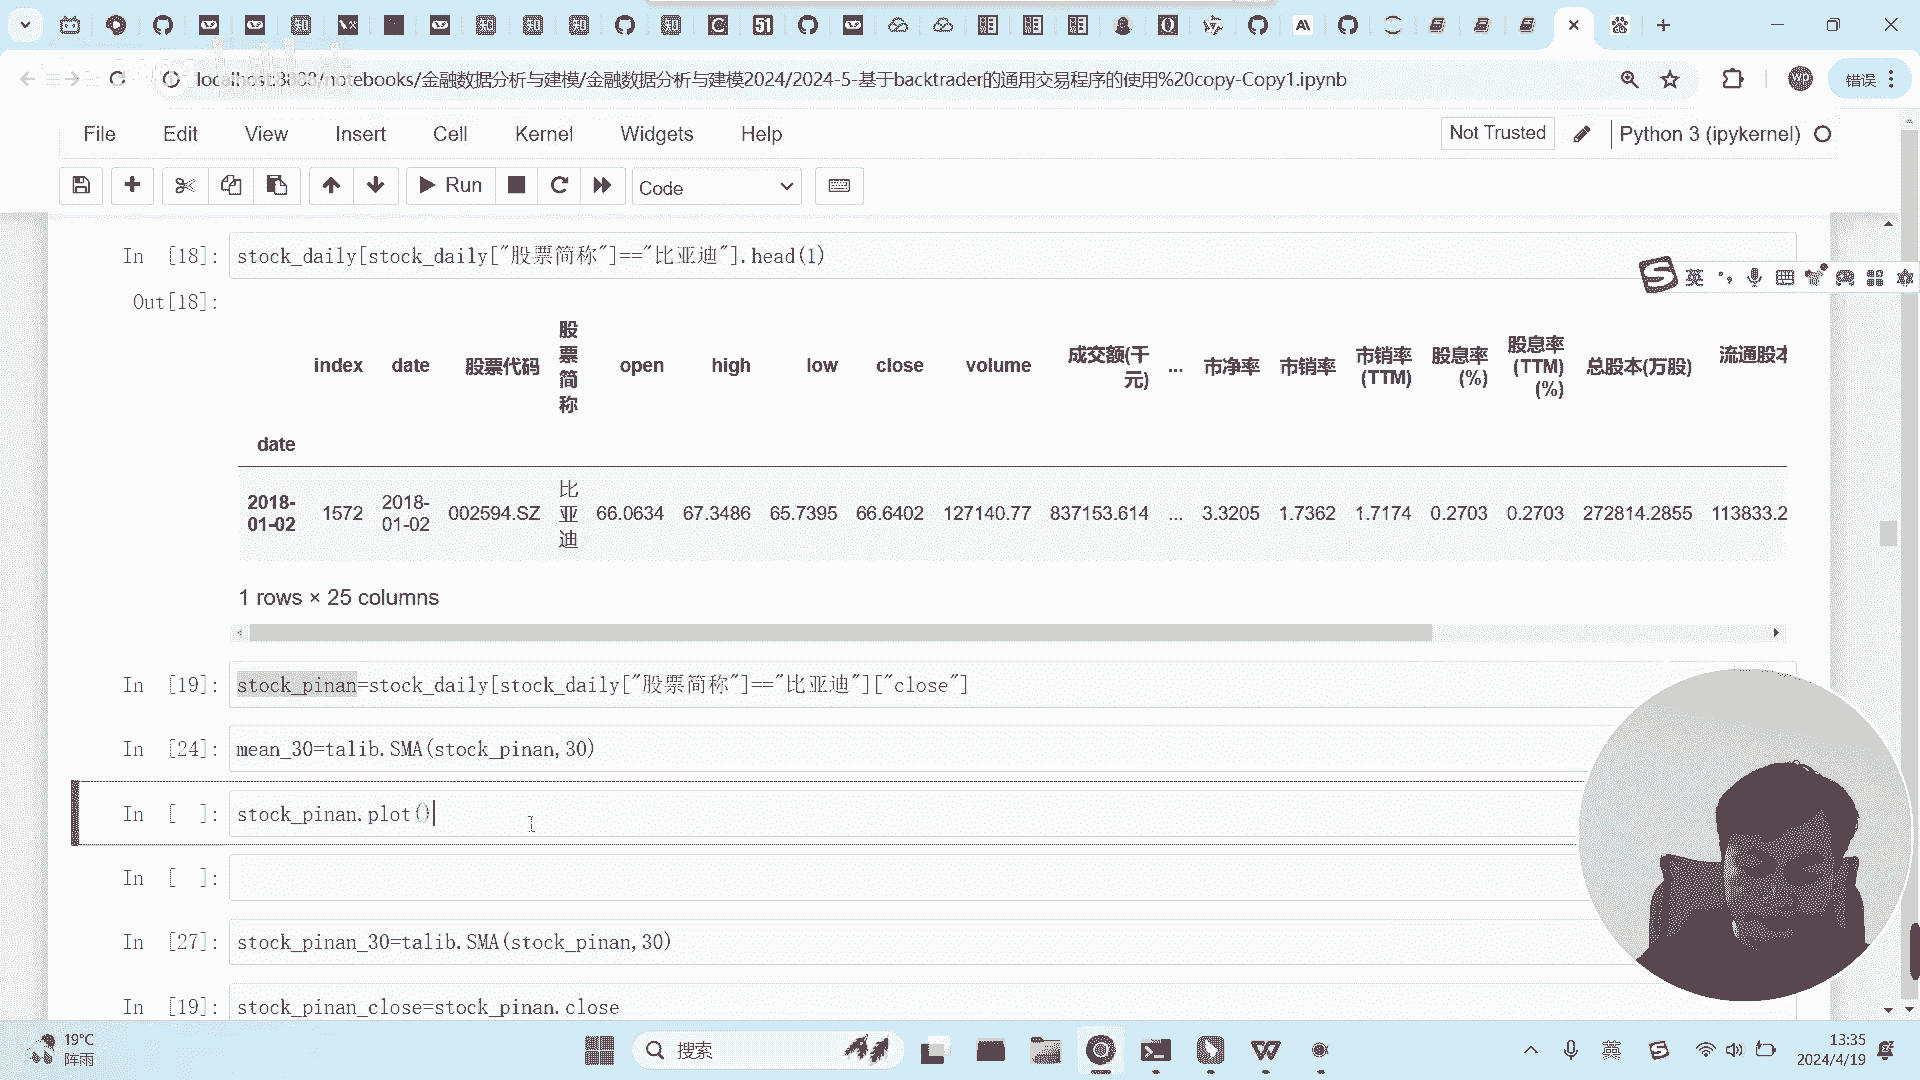 localhost:8888/notebooks/金融数据分析与建模/金融数据分析与建模2024/2024-5-基于backtrader的通用交易程序的使用%20copy-Copy1.ipynb
wp
错误
File Edit View Insert Cell Kernel Widgets Help
Not Trusted
Python 3 (ipykernel)
Run
Code
In [18]: stock_daily[stock_daily["股票简称"]=="比亚迪"].head(1)
英
Out[18]:
index date 股票代码 股票简称 open high low close volume 成交额(千元) ... 市净率 市销率 市销率(TTM) 股息率(%) 股息率(TTM)(%) 总股本(万股) 流通股本
date
2018-01-02 1572 2018-01-02 002594.SZ 比亚迪 66.0634 67.3486 65.7395 66.6402 127140.77 837153.614 ... 3.3205 1.7362 1.7174 0.2703 0.2703 272814.2855 113833.2
1 rows × 25 columns
In [19]: stock_pinan=stock_daily[stock_daily["股票简称"]=="比亚迪"]["close"]
In [24]: mean_30=talib.SMA(stock_pinan,30)
In [ ]: stock_pinan.plot()
In [ ]:
In [27]: stock_pinan_30=talib.SMA(stock_pinan,30)
In [19]: stock_pinan_close=stock_pinan.close
19°C
阵雨
搜索
英
13:35
2024/4/19